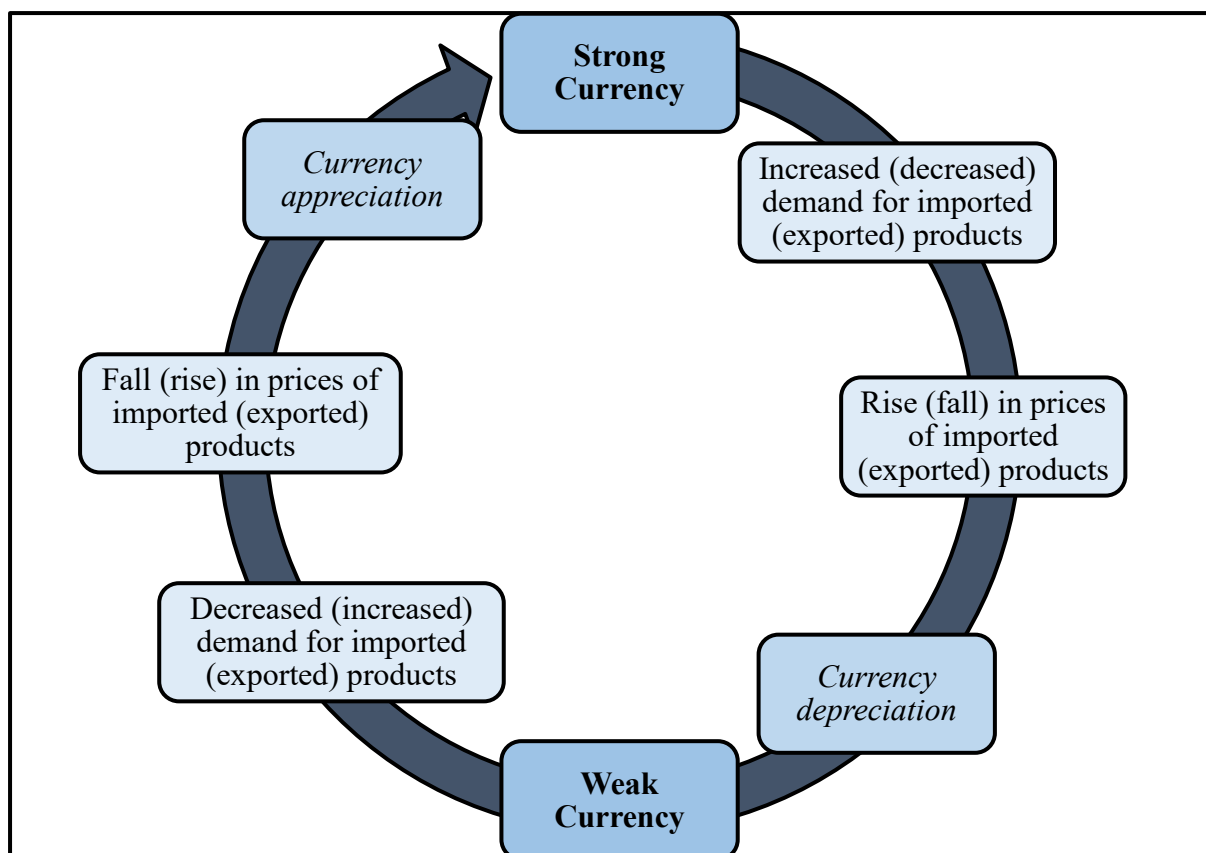 Strong
Currency
Increased (decreased)
demand for imported
(exported) products
Rise (fall) in prices
of imported
(exported) products
Currency
depreciation
Weak
Currency
Decreased (increased)
demand for imported
(exported) products
Fall (rise) in prices of
imported (exported)
products
Currency
appreciation